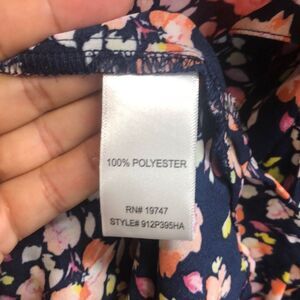 100% POLYESTER
RN# 19747
STYLE# 912P395HA